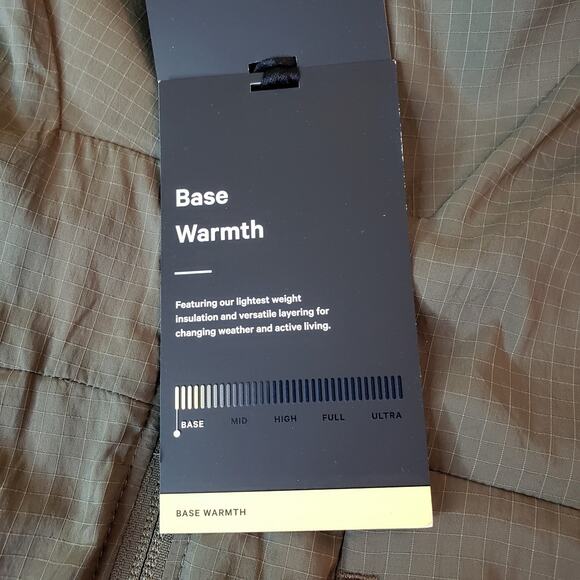 Base
Warmth
Featuring our lightest weight
insulation and versatile layering for
changing weather and active living.
BASE MID HIGH FULL ULTRA
BASE WARMTH